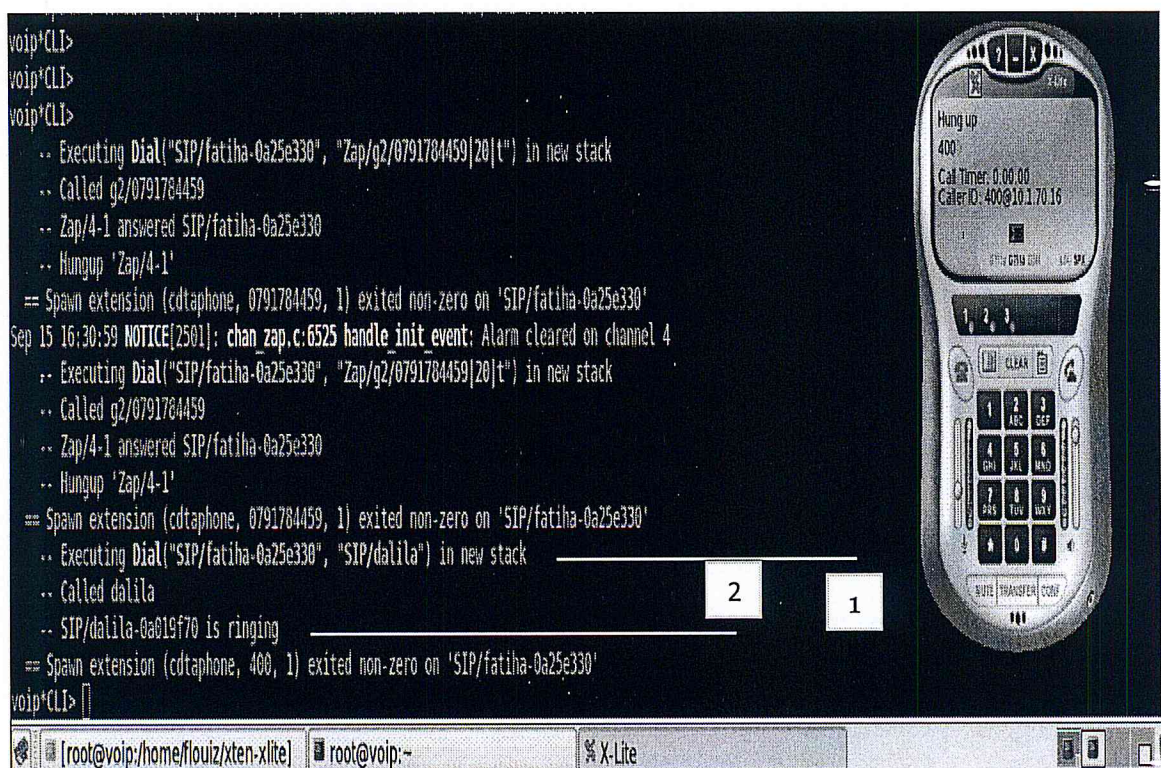 voip*CLI>
voip*CLI>
voip*CLI>
-- Executing Dial("SIP/fatiha-0a25e330", "Zap/g2/0791784459|20|t") in new stack
-- Called g2/0791784459
-- Zap/4-1 answered SIP/fatiha-0a25e330
-- Hungup 'Zap/4-1'
== Spawn extension (cdtaphone, 0791784459, 1) exited non-zero on 'SIP/fatiha-0a25e330'
Sep 15 16:30:59 NOTICE[2501]: chan_zap.c:6525 handle_init_event: Alarm cleared on channel 4
-- Executing Dial("SIP/fatiha-0a25e330", "Zap/g2/0791784459|20|t") in new stack
-- Called g2/0791784459
-- Zap/4-1 answered SIP/fatiha-0a25e330
-- Hungup 'Zap/4-1'
== Spawn extension (cdtaphone, 0791784459, 1) exited non-zero on 'SIP/fatiha-0a25e330'
-- Executing Dial("SIP/fatiha-0a25e330", "SIP/dalila") in new stack
-- Called dalila
-- SIP/dalila-0a019f70 is ringing
== Spawn extension (cdtaphone, 400, 1) exited non-zero on 'SIP/fatiha-0a25e330'
voip*CLI>
2
1
? - X
X-Lite
Hung up
400
Call Timer: 0:00:00
Caller ID: 400@10.1.70.16
GSM
SPX
1 2 3
CLEAR
1 2 ABC 3 DEF
4 GHI 5 JKL 6 MNO
7 PRS 8 TUV 9 WXY
* 0 #
MUTE TRANSFER CONF
[root@voip:/home/flouiz/xten-xlite]
root@voip:~
X-Lite